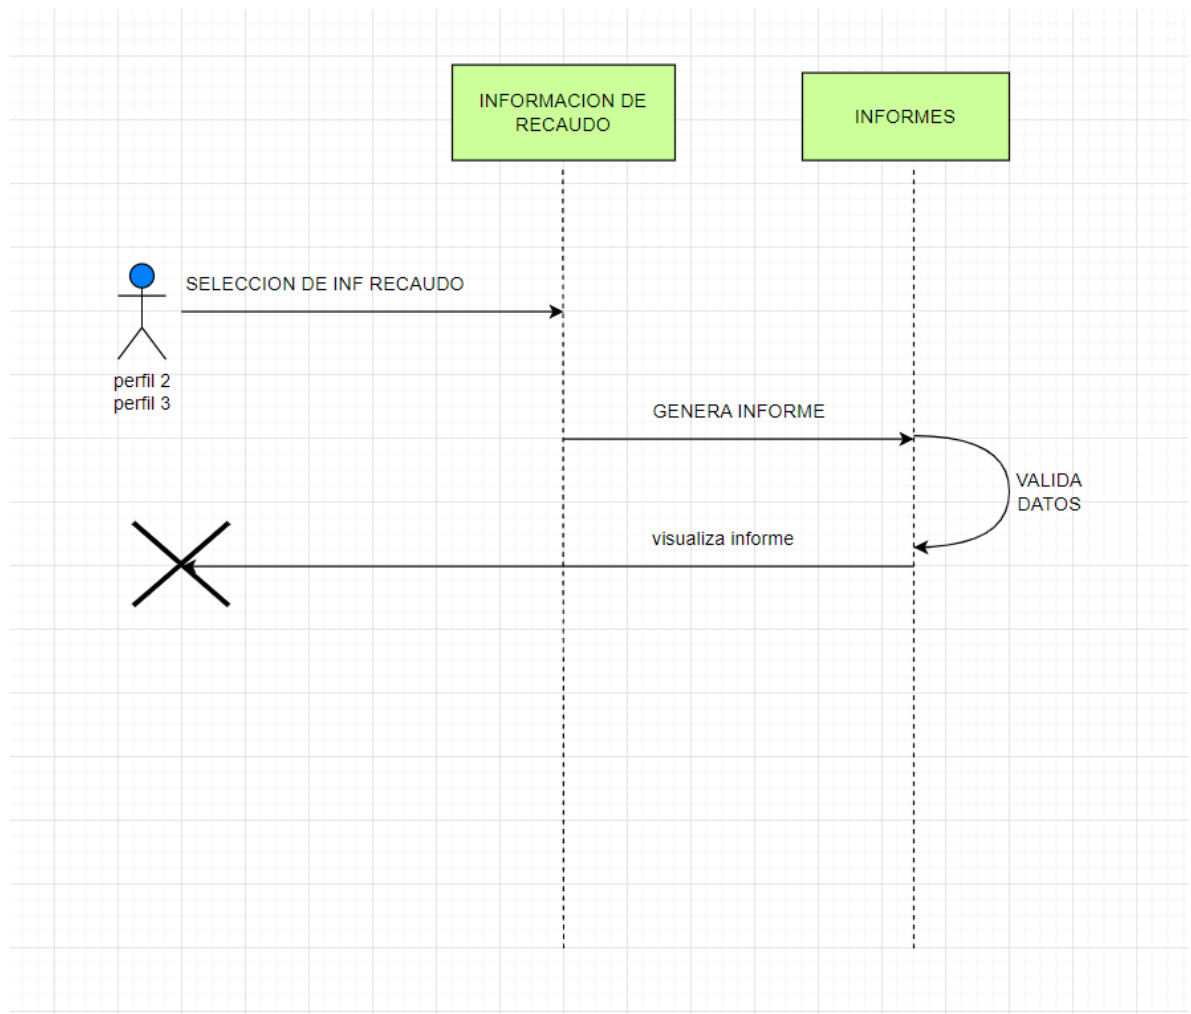 INFORMACION DE
RECAUDO
INFORMES
SELECCION DE INF RECAUDO
perfil 2
perfil 3
GENERA INFORME
VALIDA
DATOS
visualiza informe